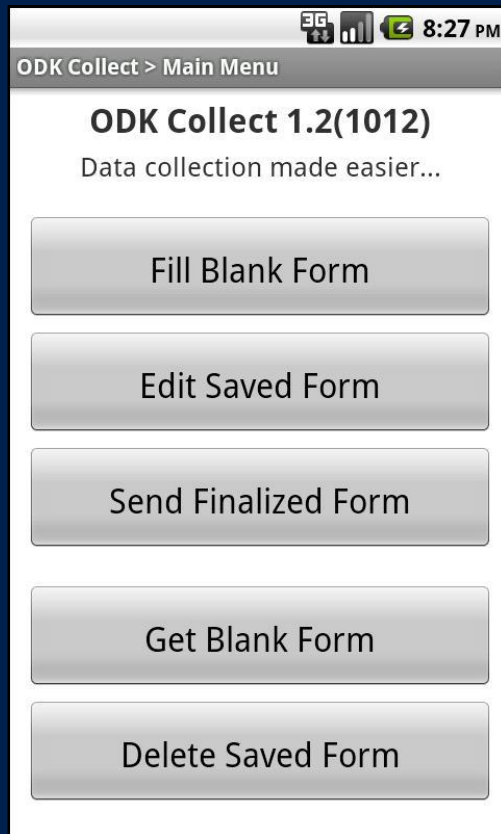 3G 8:27 PM
ODK Collect > Main Menu
ODK Collect 1.2(1012)
Data collection made easier...
Fill Blank Form
Edit Saved Form
Send Finalized Form
Get Blank Form
Delete Saved Form